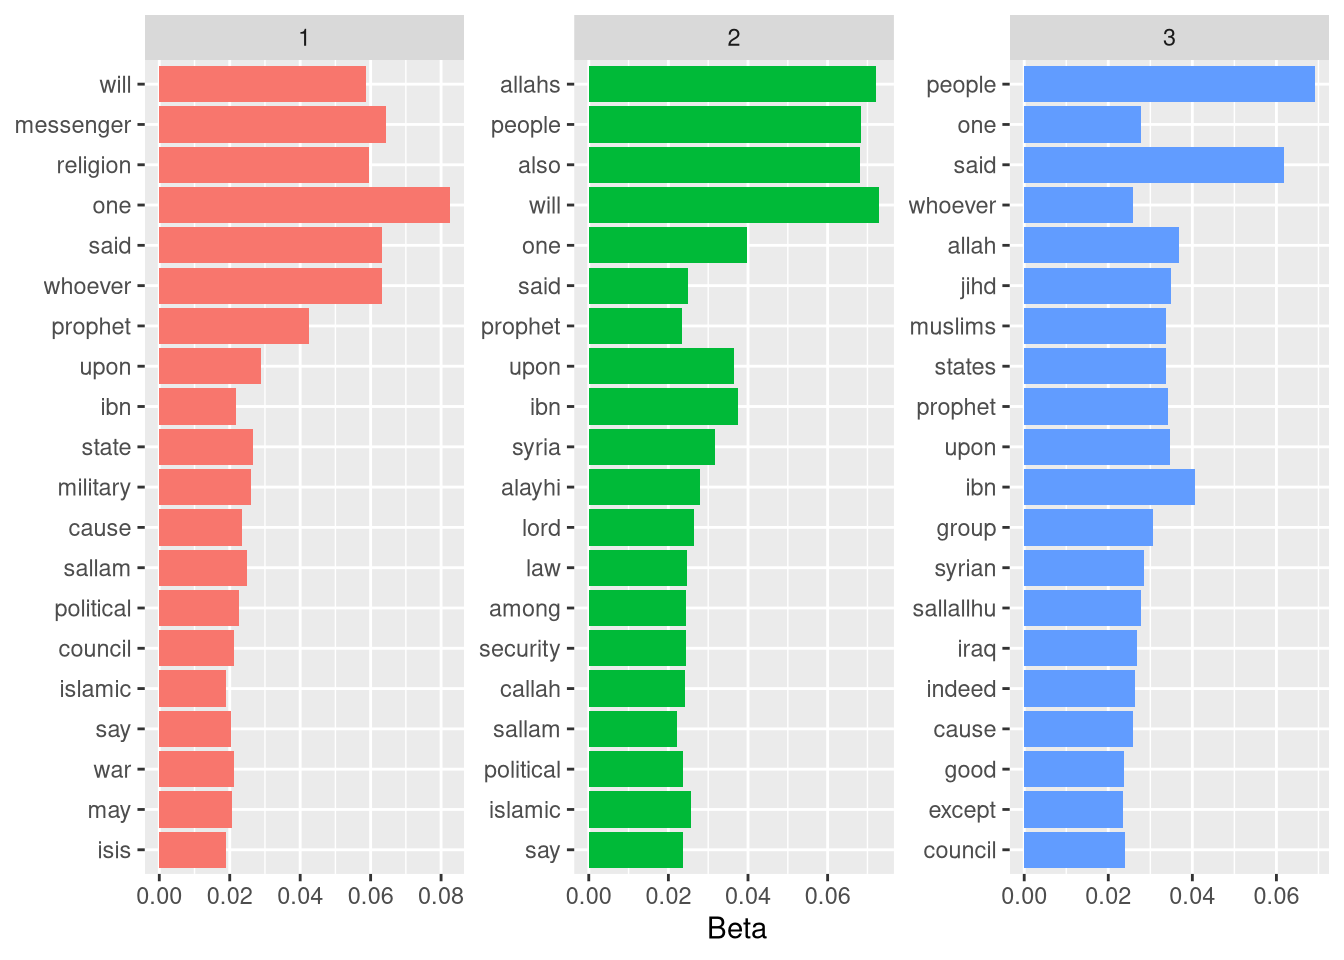 1
will
messenger
religion
one
said
whoever
prophet
upon
ibn
state
military
cause
sallam
political
council
islamic
say
war
may
isis
0.00 0.02 0.04 0.06 0.08
2
allahs
people
also
will
one
said
prophet
upon
ibn
syria
alayhi
lord
law
among
security
callah
sallam
political
islamic
say
0.00 0.02 0.04 0.06
3
people
one
said
whoever
allah
jihd
muslims
states
prophet
upon
ibn
group
syrian
sallallhu
iraq
indeed
cause
good
except
council
0.00 0.02 0.04 0.06
Beta